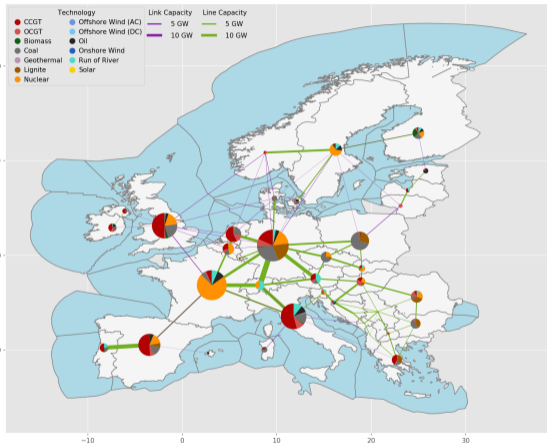 Technology
CCGT
OCGT
Biomass
Coal
Geothermal
Lignite
Nuclear
Offshore Wind (AC)
Offshore Wind (DC)
Oil
Onshore Wind
Run of River
Solar
Link Capacity
5 GW
10 GW
Line Capacity
5 GW
10 GW
−10
0
10
20
30